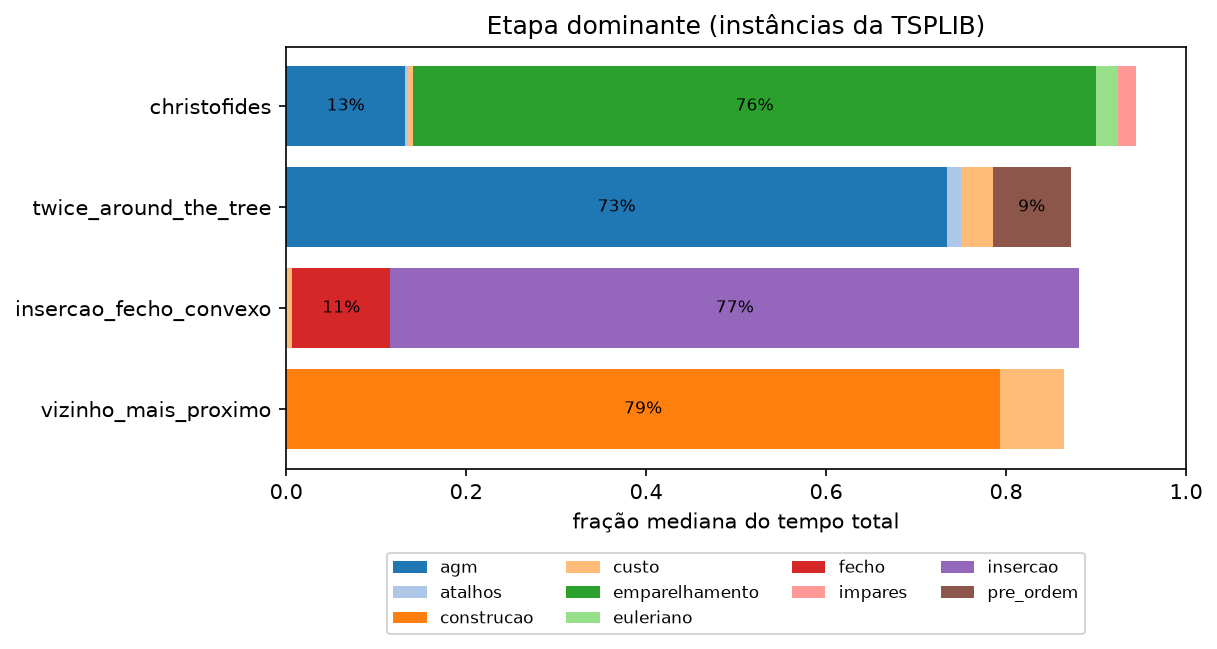 Etapa dominante (instâncias da TSPLIB)
christofides
13%
76%
twice_around_the_tree
73%
9%
insercao_fecho_convexo
11%
77%
vizinho_mais_proximo
79%
0.0 0.2 0.4 0.6 0.8 1.0
fração mediana do tempo total
agm custo fecho insercao
atalhos emparelhamento impares pre_ordem
construcao euleriano